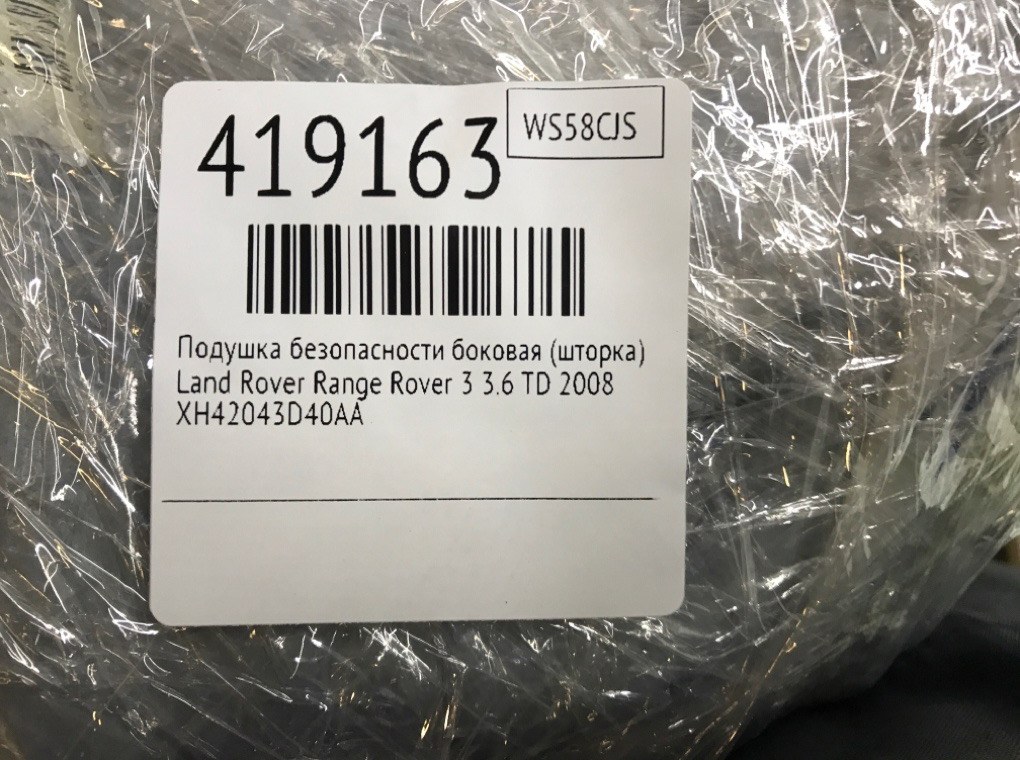 419163
WS58CJS
Подушка безопасности боковая (шторка)
Land Rover Range Rover 3 3.6 TD 2008
XH42043D40AA